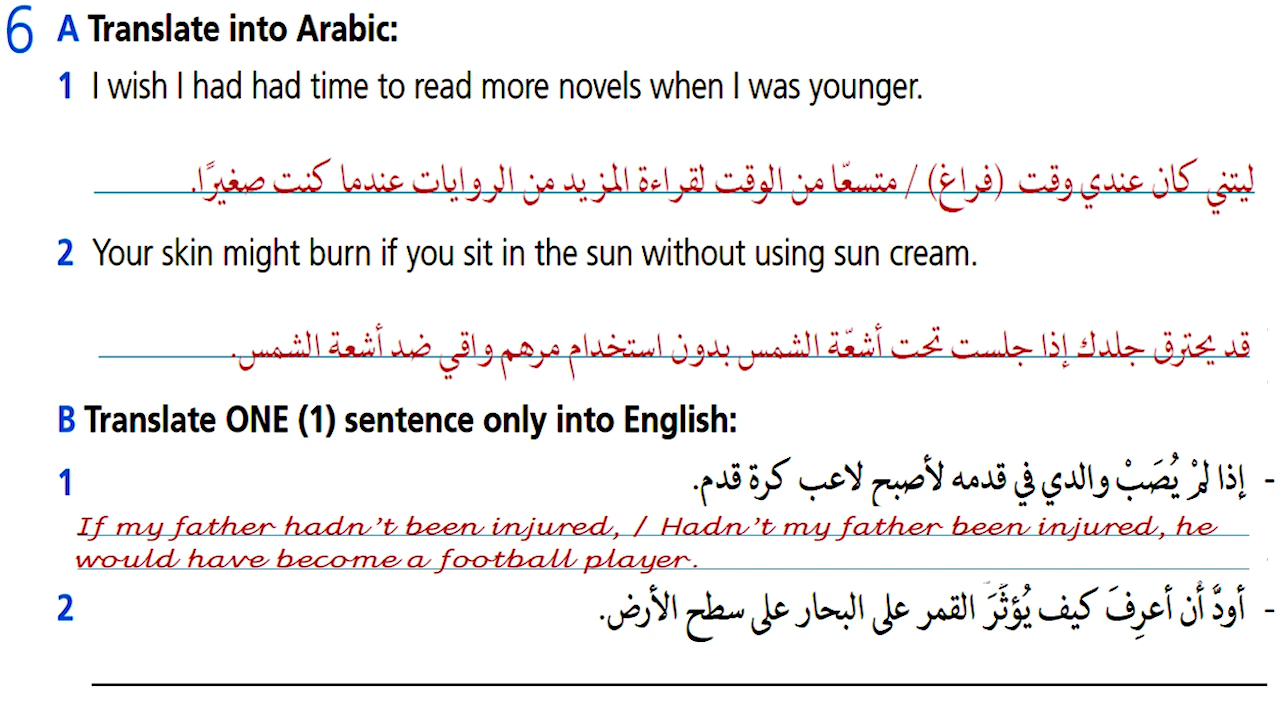 6 A Translate into Arabic:
1 I wish I had had time to read more novels when I was younger.
ليتني كان عندي وقت (فراغ) / متسعّا من الوقت لقراءة المزيد من الروايات عندما كنت صغيرًا.
2 Your skin might burn if you sit in the sun without using sun cream.
قد يحترق جلدك إذا جلست تحت أشعّة الشمس بدون استخدام مرهم واقي ضد أشعة الشمس.
B Translate ONE (1) sentence only into English:
1 - إذا لمْ يُصَبْ والدي في قدمه لأصبح لاعب كرة قدم.
If my father hadn't been injured, / Hadn't my father been injured, he
would have become a football player.
2 - أودَّ أن أعرِفَ كيف يُؤثَّرَ القمر على البحار على سطح الأرض.